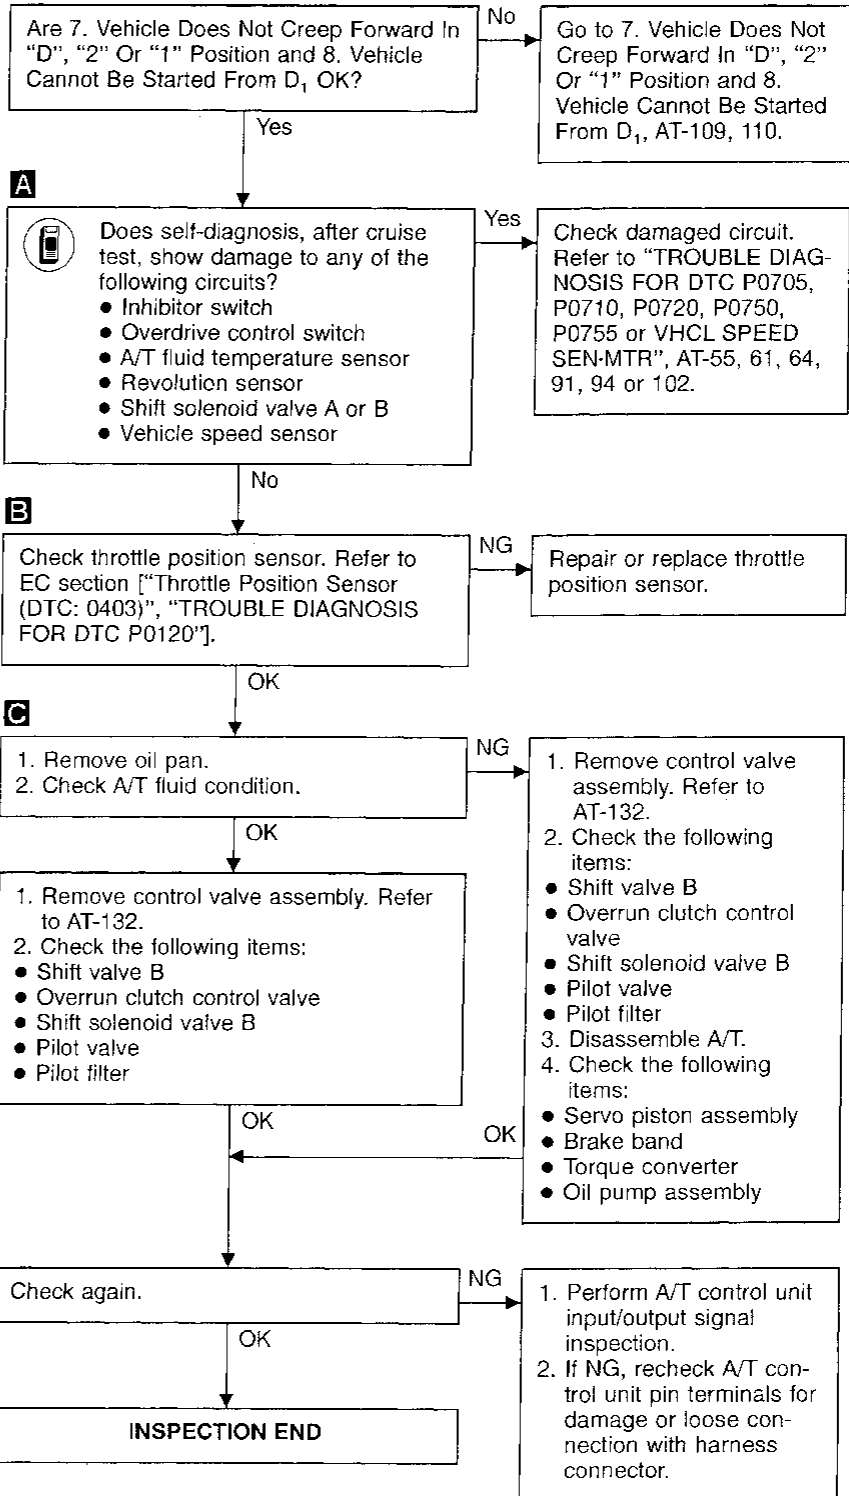 Are 7. Vehicle Does Not Creep Forward In
“D”, “2” Or “1” Position and 8. Vehicle
Cannot Be Started From D₁ OK?
No
Go to 7. Vehicle Does Not
Creep Forward In “D”, “2”
Or “1” Position and 8.
Vehicle Cannot Be Started
From D₁, AT-109, 110.
Yes
A
Does self-diagnosis, after cruise
test, show damage to any of the
following circuits?
● Inhibitor switch
● Overdrive control switch
● A/T fluid temperature sensor
● Revolution sensor
● Shift solenoid valve A or B
● Vehicle speed sensor
Yes
Check damaged circuit.
Refer to “TROUBLE DIAG-
NOSIS FOR DTC P0705,
P0710, P0720, P0750,
P0755 or VHCL SPEED
SEN·MTR”, AT-55, 61, 64,
91, 94 or 102.
No
B
Check throttle position sensor. Refer to
EC section [“Throttle Position Sensor
(DTC: 0403)”, “TROUBLE DIAGNOSIS
FOR DTC P0120”].
NG
Repair or replace throttle
position sensor.
OK
C
1. Remove oil pan.
2. Check A/T fluid condition.
NG
1. Remove control valve
assembly. Refer to
AT-132.
2. Check the following
items:
● Shift valve B
● Overrun clutch control
valve
● Shift solenoid valve B
● Pilot valve
● Pilot filter
3. Disassemble A/T.
4. Check the following
items:
● Servo piston assembly
● Brake band
● Torque converter
● Oil pump assembly
OK
1. Remove control valve assembly. Refer
to AT-132.
2. Check the following items:
● Shift valve B
● Overrun clutch control valve
● Shift solenoid valve B
● Pilot valve
● Pilot filter
OK
OK
Check again.
NG
1. Perform A/T control unit
input/output signal
inspection.
2. If NG, recheck A/T con-
trol unit pin terminals for
damage or loose con-
nection with harness
connector.
OK
INSPECTION END